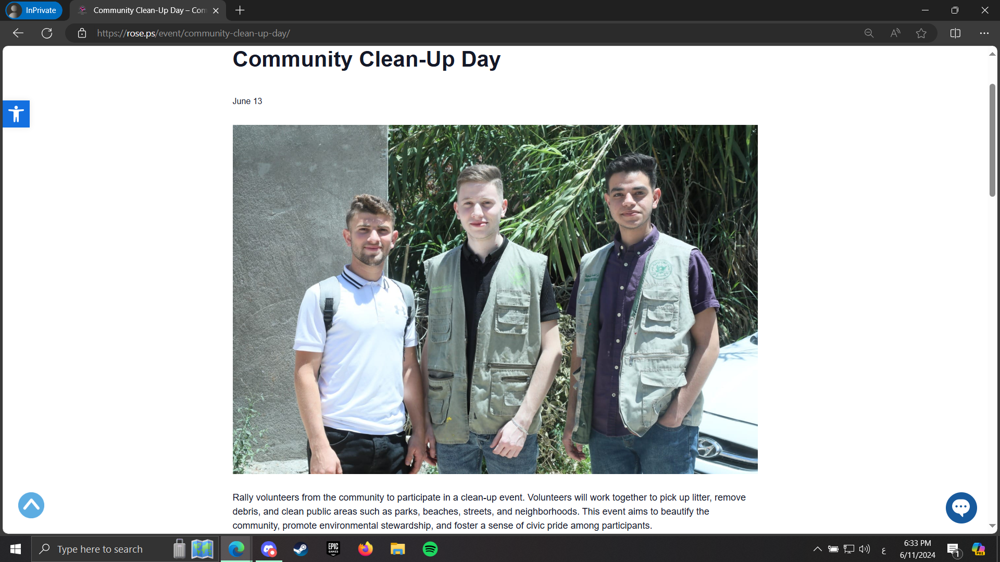 InPrivate
Community Clean-Up Day – Com
https://rose.ps/event/community-clean-up-day/
Community Clean-Up Day
June 13
Rally volunteers from the community to participate in a clean-up event. Volunteers will work together to pick up litter, remove
debris, and clean public areas such as parks, beaches, streets, and neighborhoods. This event aims to beautify the
community, promote environmental stewardship, and foster a sense of civic pride among participants.
Type here to search
EPIC
GAMES
ع
6:33 PM
6/11/2024
1
PRE